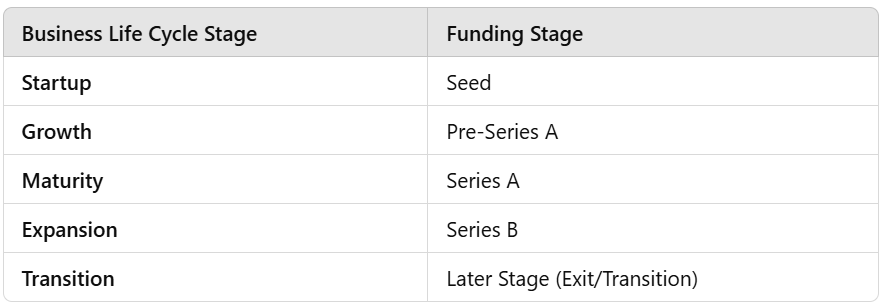 Business Life Cycle Stage Funding Stage
Startup Seed
Growth Pre-Series A
Maturity Series A
Expansion Series B
Transition Later Stage (Exit/Transition)